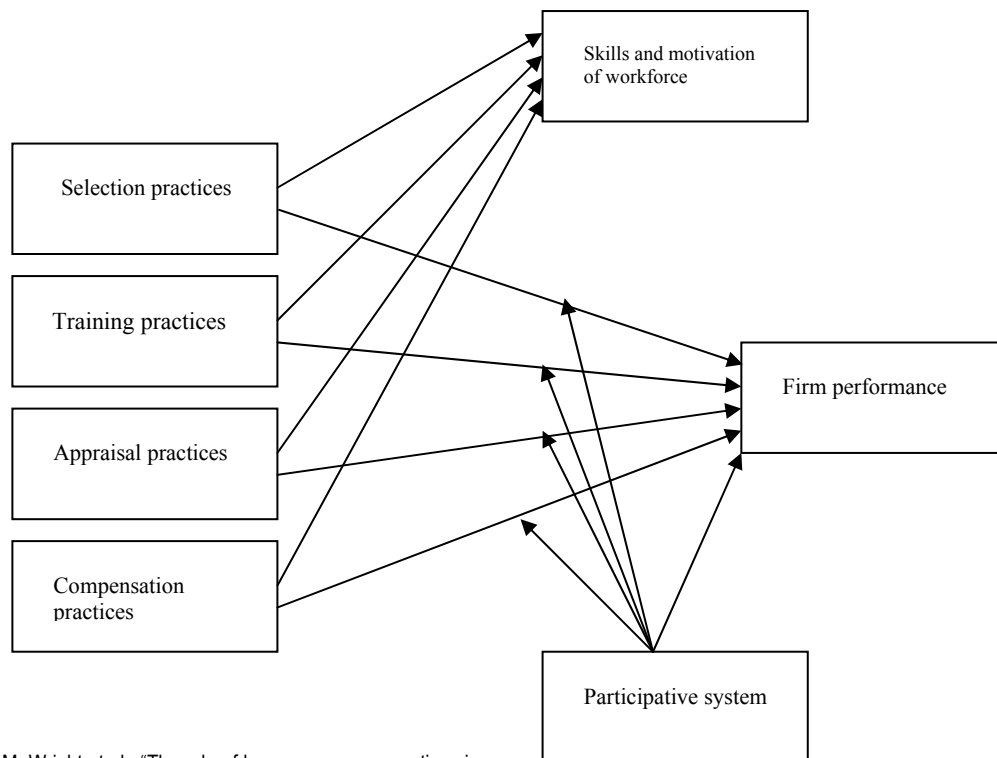 Skills and motivation
of workforce
Selection practices
Training practices
Firm performance
Appraisal practices
Compensation
practices
Participative system